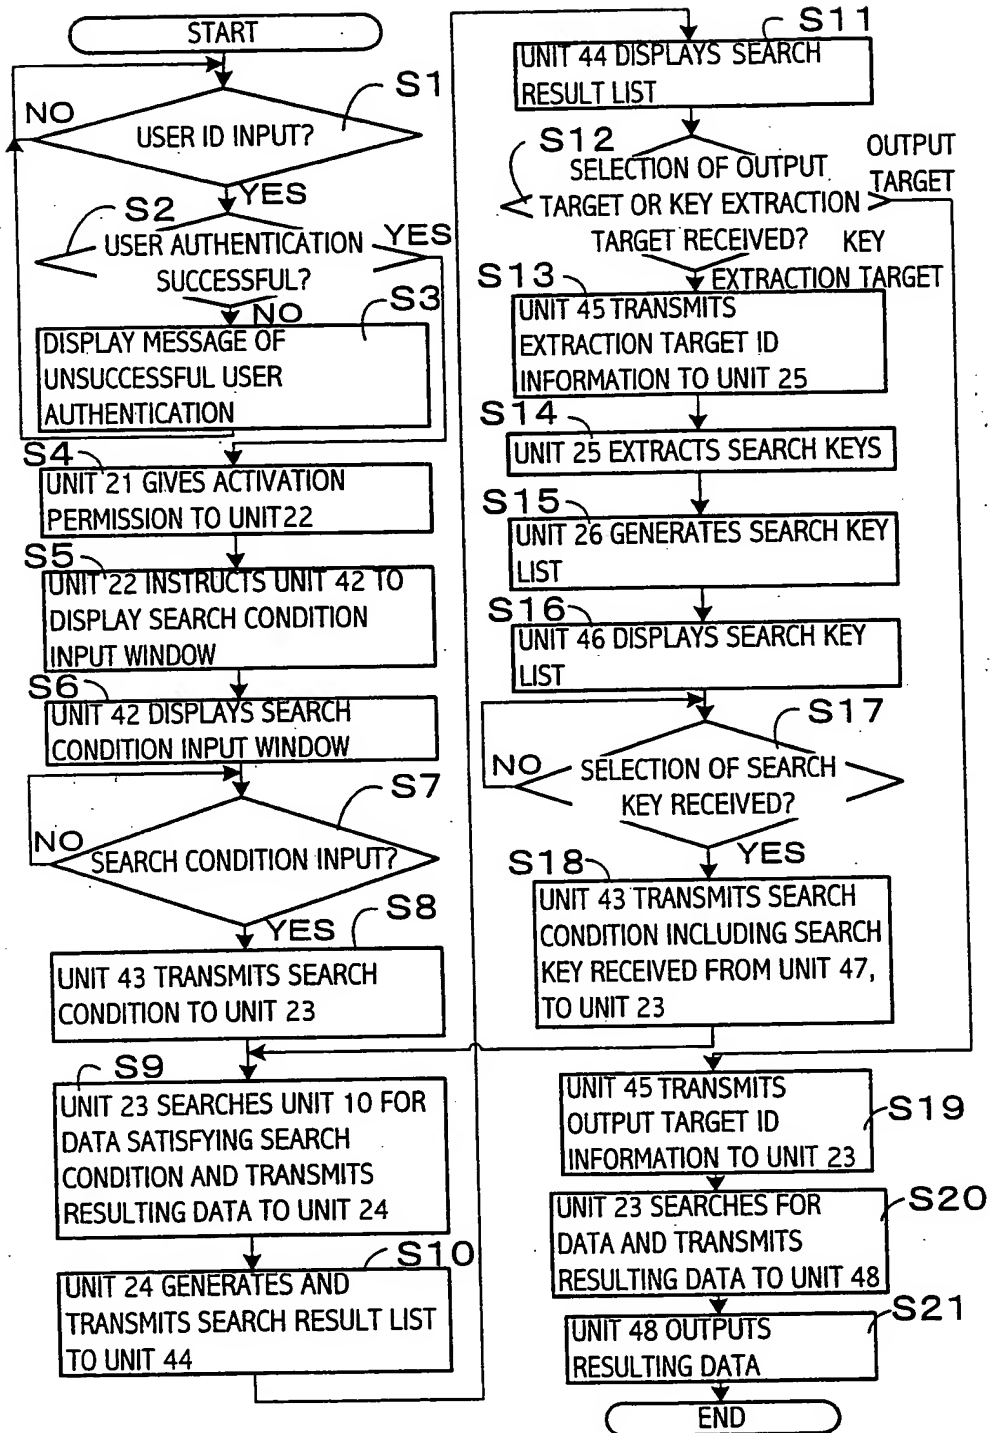 START
S1
NO
USER ID INPUT?
YES
S2
USER AUTHENTICATION
SUCCESSFUL?
YES
NO
S3
DISPLAY MESSAGE OF
UNSUCCESSFUL USER
AUTHENTICATION
S4
UNIT 21 GIVES ACTIVATION
PERMISSION TO UNIT22
S5
UNIT 22 INSTRUCTS UNIT 42 TO
DISPLAY SEARCH CONDITION
INPUT WINDOW
S6
UNIT 42 DISPLAYS SEARCH
CONDITION INPUT WINDOW
S7
NO
SEARCH CONDITION INPUT?
YES
S8
UNIT 43 TRANSMITS SEARCH
CONDITION TO UNIT 23
S9
UNIT 23 SEARCHES UNIT 10 FOR
DATA SATISFYING SEARCH
CONDITION AND TRANSMITS
RESULTING DATA TO UNIT 24
S10
UNIT 24 GENERATES AND
TRANSMITS SEARCH RESULT LIST
TO UNIT 44
S11
UNIT 44 DISPLAYS SEARCH
RESULT LIST
S12
SELECTION OF OUTPUT
TARGET OR KEY EXTRACTION
TARGET RECEIVED?
OUTPUT
TARGET
KEY
EXTRACTION TARGET
S13
UNIT 45 TRANSMITS
EXTRACTION TARGET ID
INFORMATION TO UNIT 25
S14
UNIT 25 EXTRACTS SEARCH KEYS
S15
UNIT 26 GENERATES SEARCH KEY
LIST
S16
UNIT 46 DISPLAYS SEARCH KEY
LIST
S17
NO
SELECTION OF SEARCH
KEY RECEIVED?
YES
S18
UNIT 43 TRANSMITS SEARCH
CONDITION INCLUDING SEARCH
KEY RECEIVED FROM UNIT 47,
TO UNIT 23
UNIT 45 TRANSMITS
OUTPUT TARGET ID
INFORMATION TO UNIT 23
S19
UNIT 23 SEARCHES FOR
DATA AND TRANSMITS
RESULTING DATA TO UNIT 48
S20
UNIT 48 OUTPUTS
RESULTING DATA
S21
END